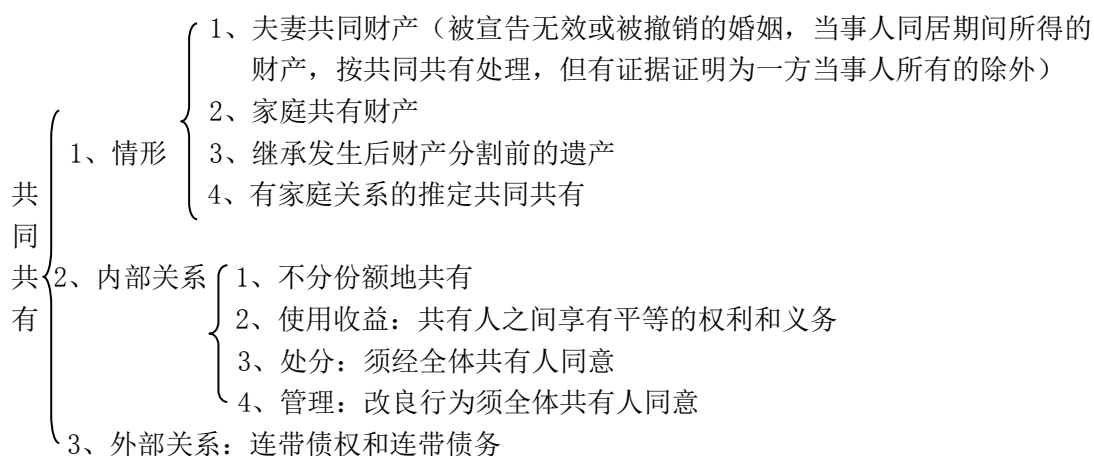 1、夫妻共同财产（被宣告无效或被撤销的婚姻，当事人同居期间所得的
财产，按共同共有处理，但有证据证明为一方当事人所有的除外）
2、家庭共有财产
1、情形
3、继承发生后财产分割前的遗产
4、有家庭关系的推定共同共有
共同共有
2、内部关系
1、不分份额地共有
2、使用收益：共有人之间享有平等的权利和义务
3、处分：须经全体共有人同意
4、管理：改良行为须全体共有人同意
3、外部关系：连带债权和连带债务